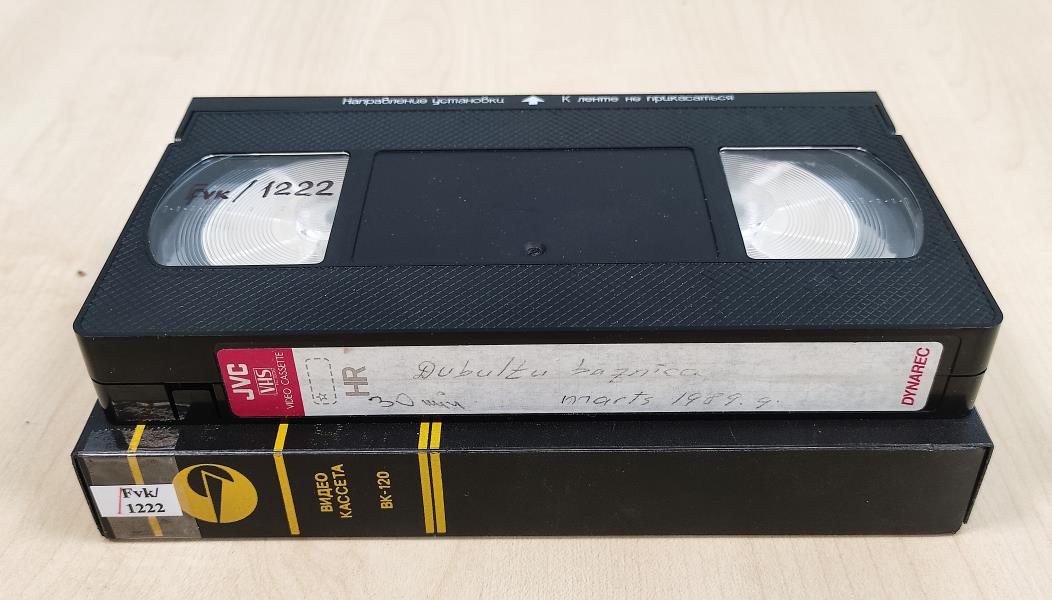 Направление установки ⬆ К ленте не прикасаться
Fvk/1222
JVC
VHS
VIDEO CASSETTE
HR
Dubultu baznīca
30 min
marts 1989. g.
DYNAREC
Fvk/
1222
ВИДЕО
КАССЕТА
ВК-120